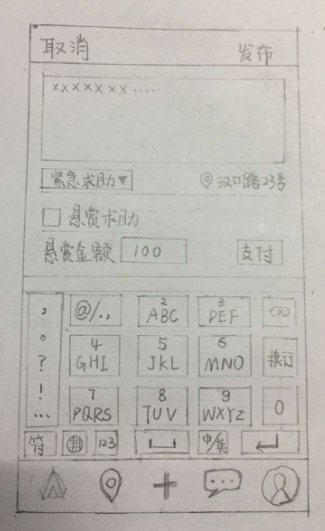 取消 发布
xxxxxxx.....
紧急求助▼ 汉口路23号
悬赏求助
悬赏金额 100 支付
, @/., 2 ABC 3 DEF
。
? 4 GHI 5 JKL 6 MNO 换行
!
... 7 PQRS 8 TUV 9 WXYZ 0
符 123 中/英